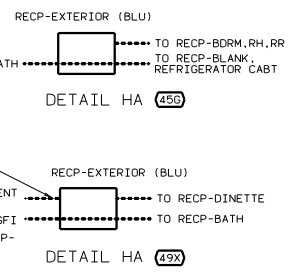 RECP-EXTERIOR (BLU)
TO RECP-BDRM,RH,RR
ATH
TO RECP-BLANK,
REFRIGERATOR CABT
DETAIL HA 45G
RECP-EXTERIOR (BLU)
ENT
TO RECP-DINETTE
GFI
TO RECP-BATH
P-
DETAIL HA 49X